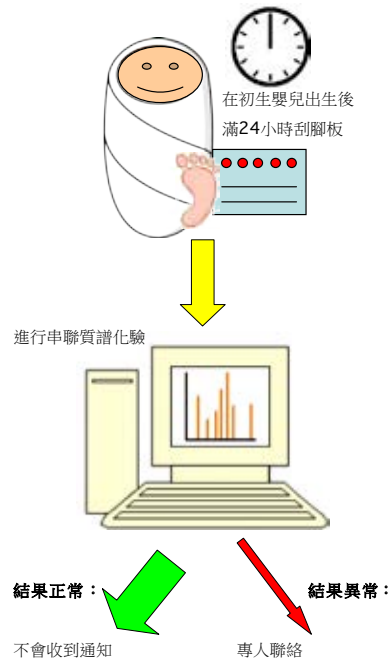 在初生嬰兒出生後
滿24小時刮腳板
進行串聯質譜化驗
結果正常：
結果異常：
不會收到通知
專人聯絡